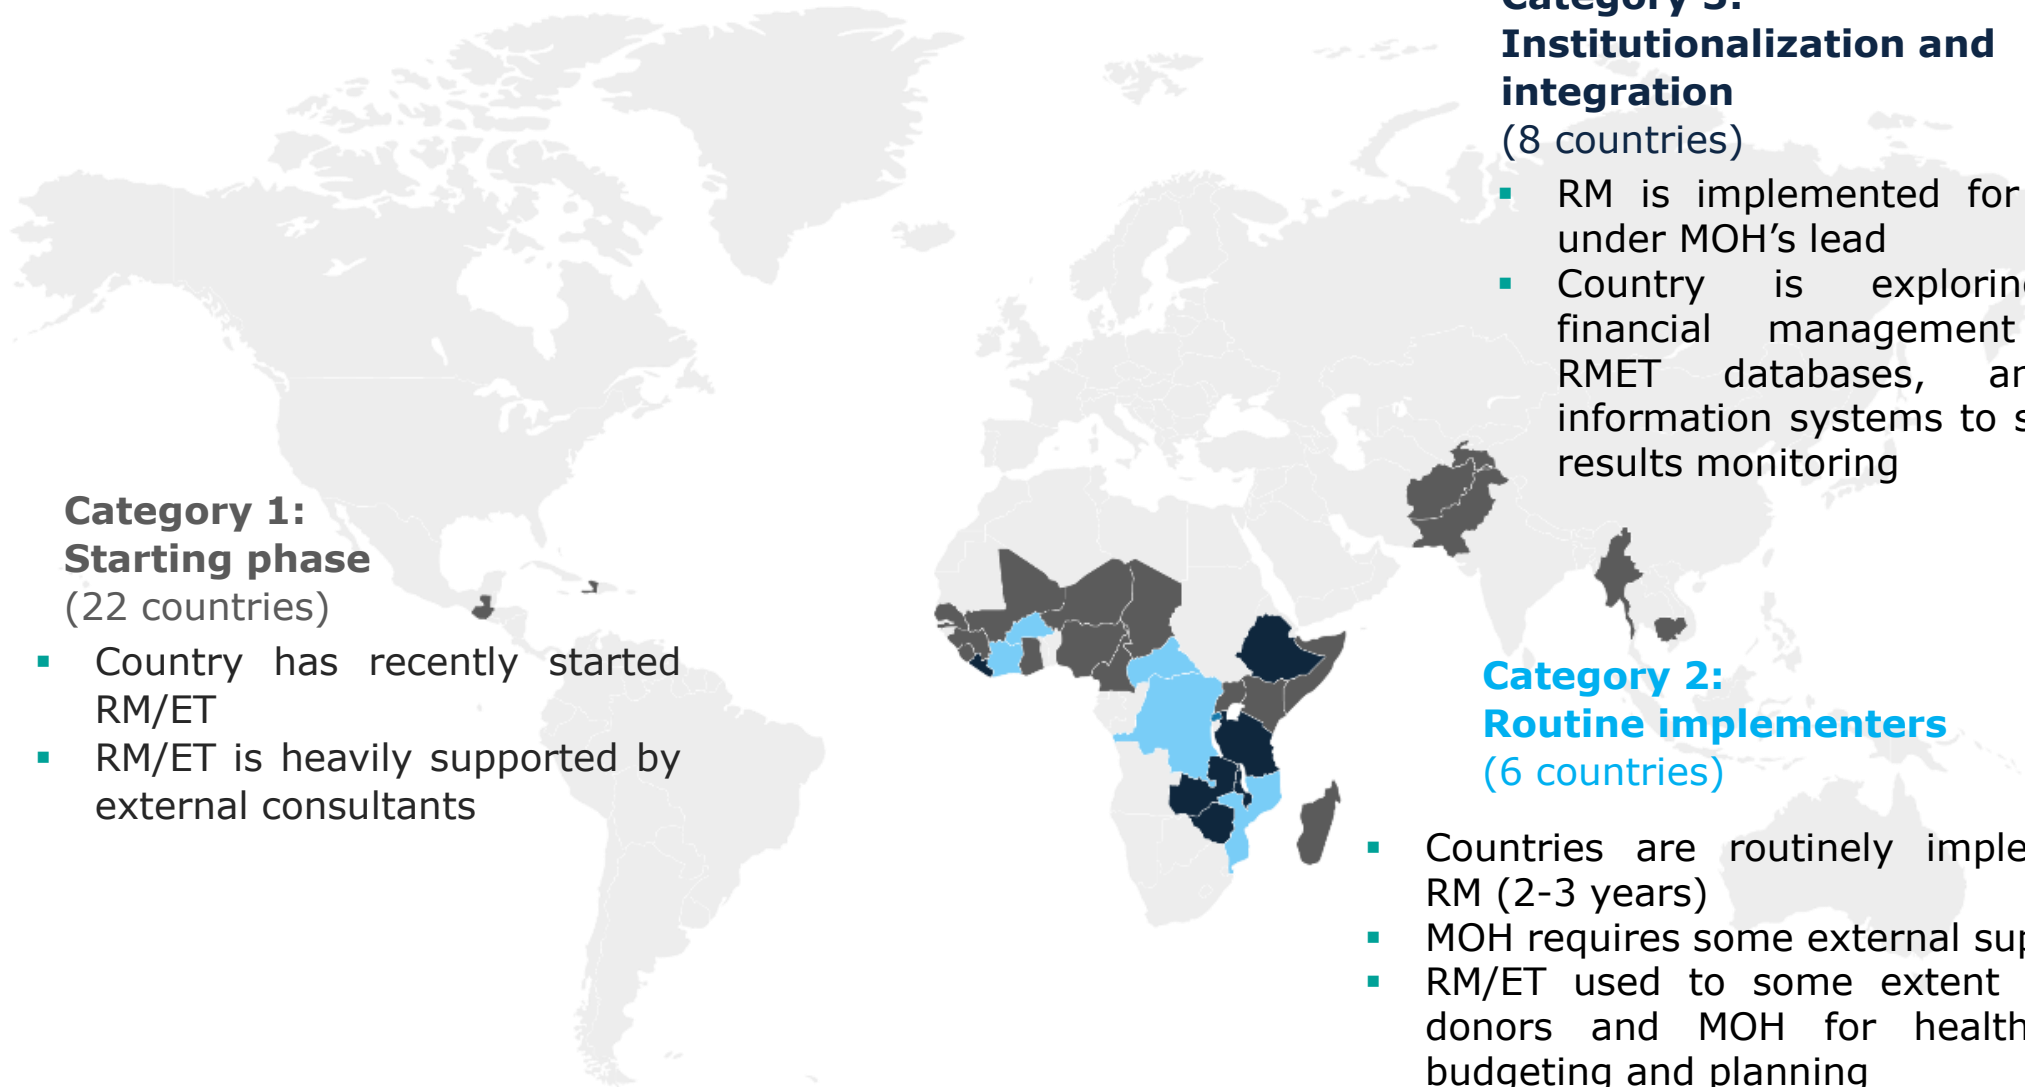 Category 1:
Starting phase
(22 countries)
▪ Country has recently started
RM/ET
▪ RM/ET is heavily supported by
external consultants
Category 3:
Institutionalization and
integration
(8 countries)
▪ RM is implemented for
under MOH’s lead
▪ Country is
financial management
RMET databases,
information systems to
results monitoring
Category 2:
Routine implementers
(6 countries)
▪ Countries are routinely
RM (2-3 years)
▪ MOH requires some external
▪ RM/ET used to some extent
donors and MOH for health
budgeting and planning